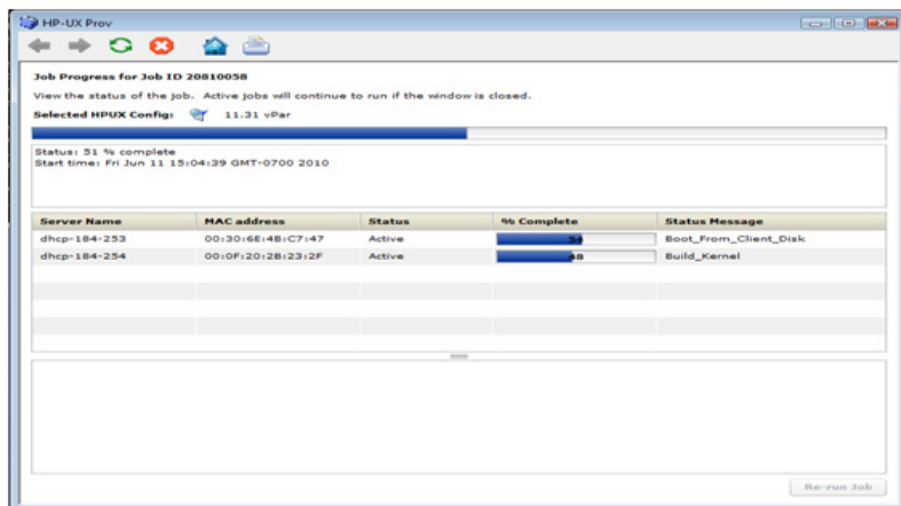 HP-UX Prov
Job Progress for Job ID 20810058
View the status of the job. Active jobs will continue to run if the window is closed.
Selected HPUX Config: 11.31 vPar
Status: 51 % complete
Start time: Fri Jun 11 15:04:39 GMT-0700 2010
Server Name MAC address Status % Complete Status Message
dhcp-184-253 00:30:6E:4B:C7:47 Active 54 Boot_From_Client_Disk
dhcp-184-254 00:0F:20:2B:23:2F Active 48 Build_Kernel
Re-run Job